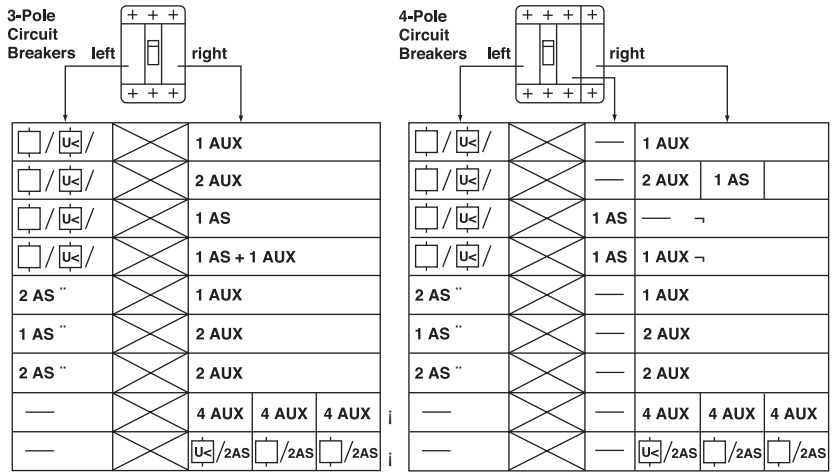 3-Pole
Circuit
Breakers left right
+ + +
+ + +
U< 1 AUX
U< 2 AUX
U< 1 AS
U< 1 AS + 1 AUX
2 AS ¨ 1 AUX
1 AS ¨ 2 AUX
2 AS ¨ 2 AUX
— 4 AUX 4 AUX 4 AUX ¡
— U< /2AS /2AS /2AS ¡
4-Pole
Circuit
Breakers left right
+ + + +
+ + + +
/ U< / — 1 AUX
/ U< / — 2 AUX 1 AS
/ U< / 1 AS — ¬
/ U< / 1 AS 1 AUX ¬
2 AS ¨ — 1 AUX
1 AS ¨ — 2 AUX
2 AS ¨ — 2 AUX
— — 4 AUX 4 AUX 4 AUX
— — U< /2AS /2AS /2AS